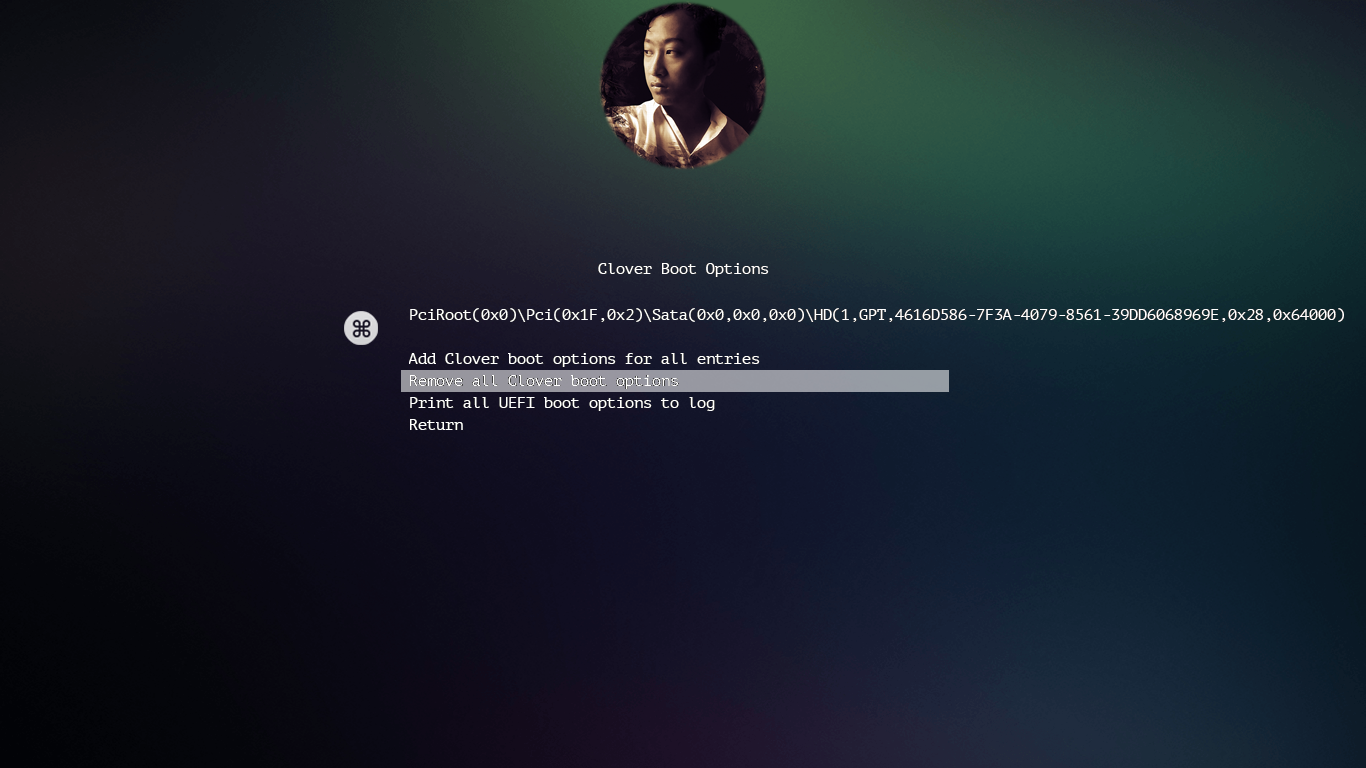 Clover Boot Options
PciRoot(0x0)\Pci(0x1F,0x2)\Sata(0x0,0x0,0x0)\HD(1,GPT,4616D586-7F3A-4079-8561-39DD6068969E,0x28,0x64000)
Add Clover boot options for all entries
Remove all Clover boot options
Print all UEFI boot options to log
Return